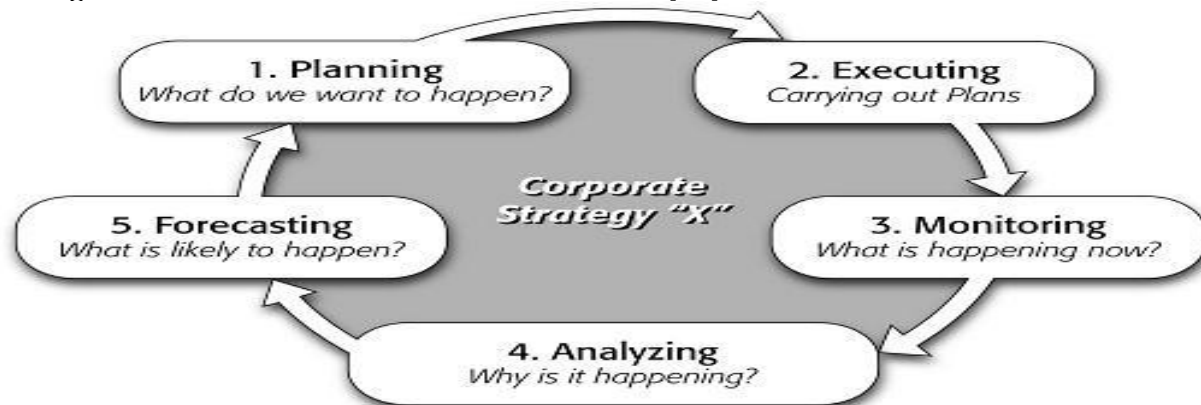 1. Planning
What do we want to happen?
2. Executing
Carrying out Plans
Corporate
Strategy "X"
5. Forecasting
What is likely to happen?
3. Monitoring
What is happening now?
4. Analyzing
Why is it happening?